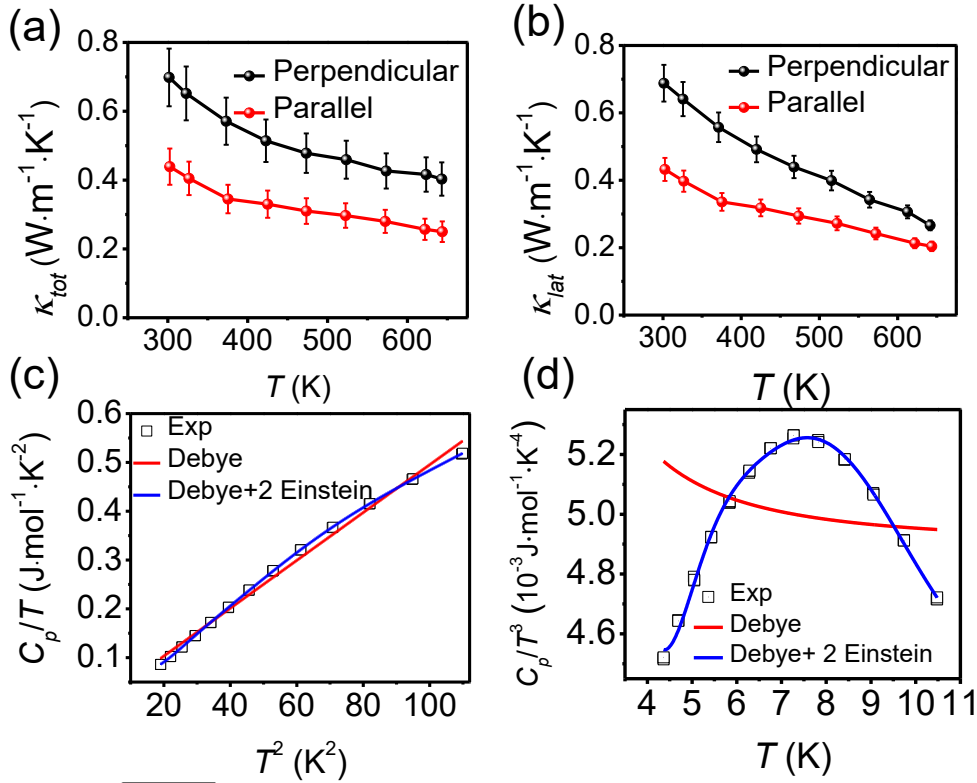 (a)
0.8
0.6
0.4
0.2
0.0
κtot (W·m⁻¹·K⁻¹)
Perpendicular
Parallel
300 400 500 600
T (K)
(b)
0.8
0.6
0.4
0.2
0.0
κlat (W·m⁻¹·K⁻¹)
Perpendicular
Parallel
300 400 500 600
T (K)
(c)
0.6
0.5
0.4
0.3
0.2
0.1
Cp/T (J·mol⁻¹·K⁻²)
Exp
Debye
Debye+2 Einstein
20 40 60 80 100
T² (K²)
(d)
5.2
5.0
4.8
4.6
Cp/T³ (10⁻³J·mol⁻¹·K⁻⁴)
Exp
Debye
Debye+ 2 Einstein
4 5 6 7 8 9 10 11
T (K)